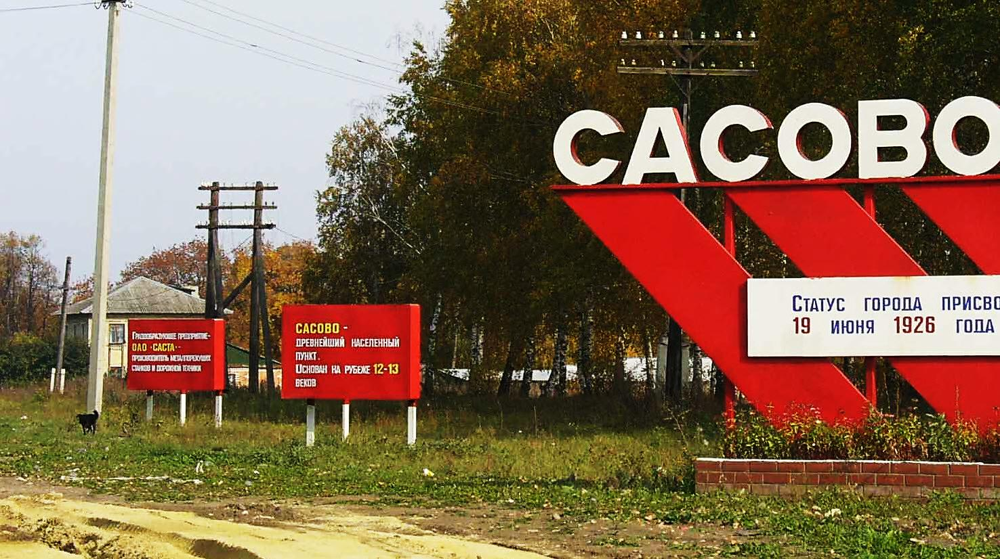 САСОВО
Статус города присво
19 июня 1926 года
Градообразующее предприятие-
ОАО "САСТА"-
производитель металлорежущих
станков и дорожной техники
САСОВО -
древнейший населенный
пункт.
Основан на рубеже 12-13
веков